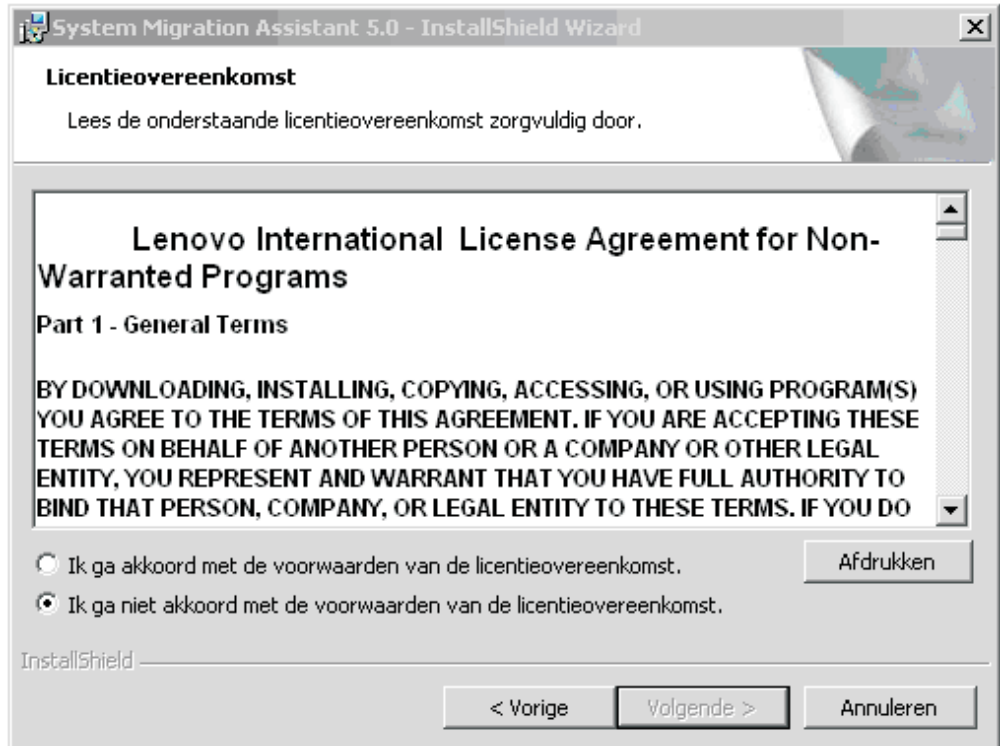 System Migration Assistant 5.0 - InstallShield Wizard
Licentieovereenkomst
Lees de onderstaande licentieovereenkomst zorgvuldig door.
Lenovo International License Agreement for Non-
Warranted Programs
Part 1 - General Terms
BY DOWNLOADING, INSTALLING, COPYING, ACCESSING, OR USING PROGRAM(S)
YOU AGREE TO THE TERMS OF THIS AGREEMENT. IF YOU ARE ACCEPTING THESE
TERMS ON BEHALF OF ANOTHER PERSON OR A COMPANY OR OTHER LEGAL
ENTITY, YOU REPRESENT AND WARRANT THAT YOU HAVE FULL AUTHORITY TO
BIND THAT PERSON, COMPANY, OR LEGAL ENTITY TO THESE TERMS. IF YOU DO
Ik ga akkoord met de voorwaarden van de licentieovereenkomst.
Afdrukken
Ik ga niet akkoord met de voorwaarden van de licentieovereenkomst.
InstallShield
< Vorige
Volgende >
Annuleren